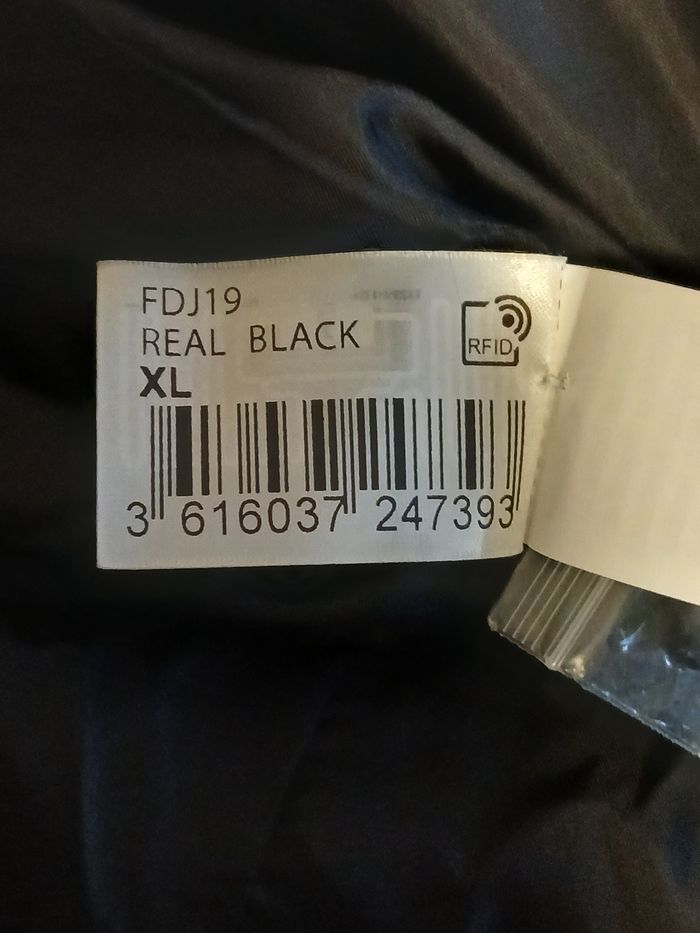 FDJ19
REAL BLACK
XL
RFID
3 616037 247393